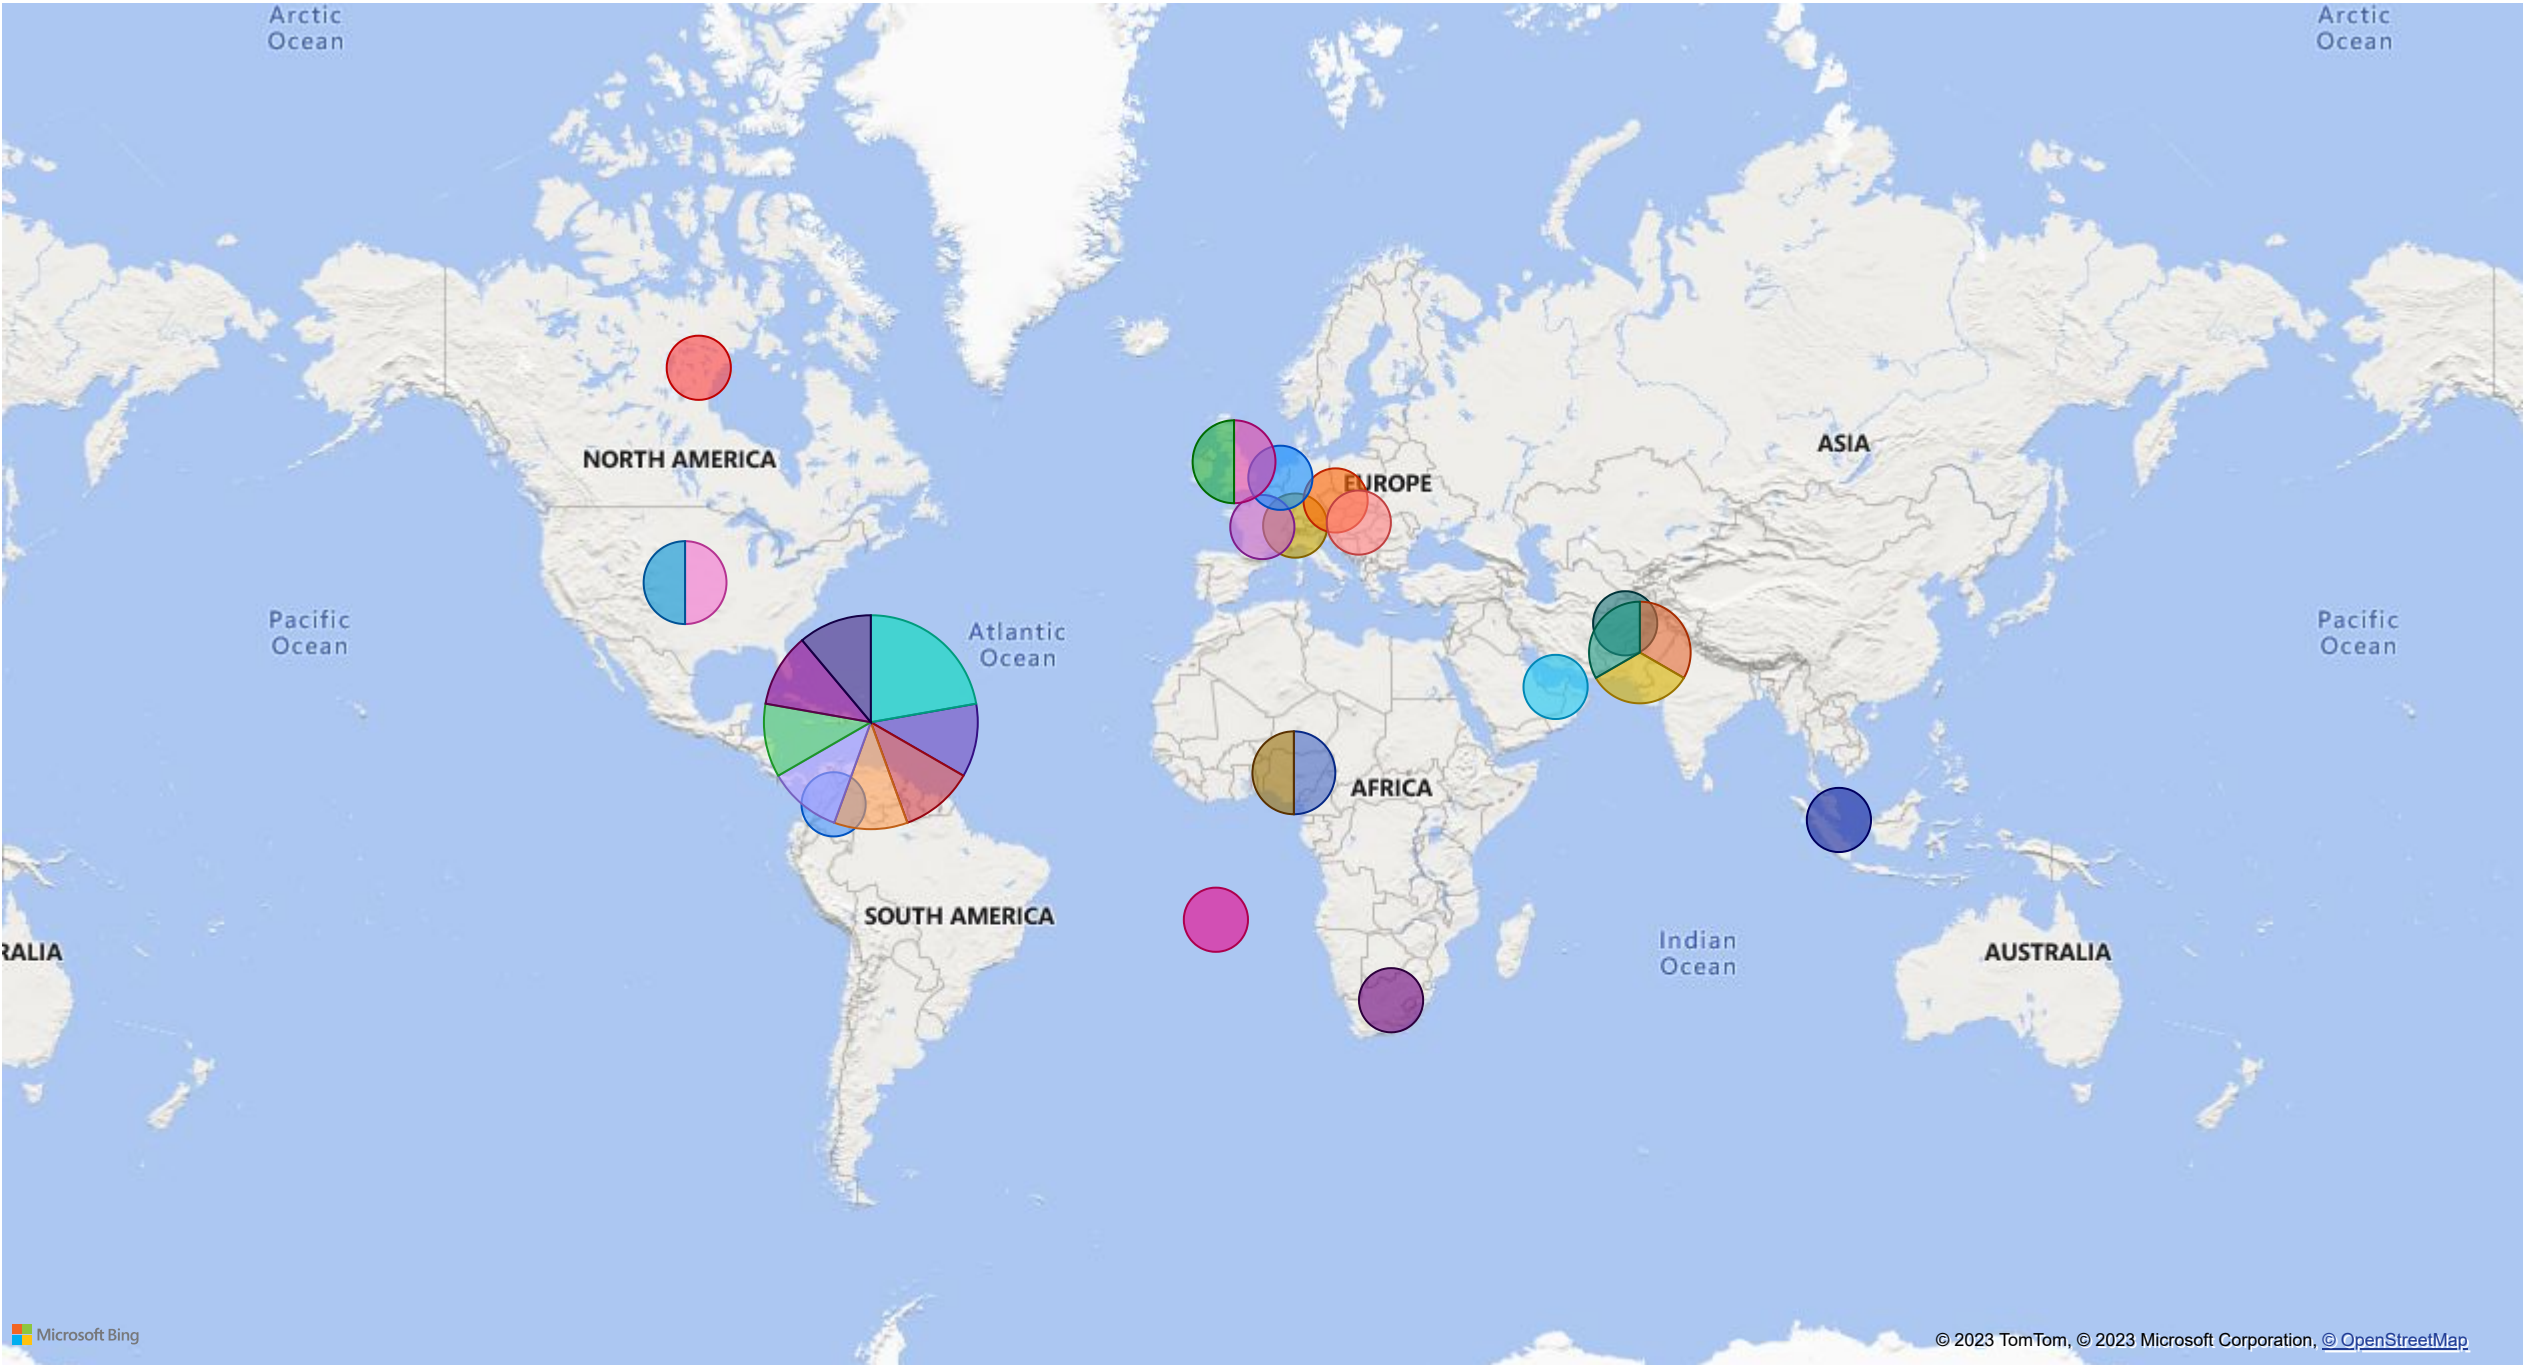 Arctic
Ocean
Arctic
Ocean
NORTH AMERICA
EUROPE
ASIA
Pacific
Ocean
Atlantic
Ocean
Pacific
Ocean
AFRICA
SOUTH AMERICA
RALIA
Indian
Ocean
AUSTRALIA
Microsoft Bing
© 2023 TomTom, © 2023 Microsoft Corporation, © OpenStreetMap